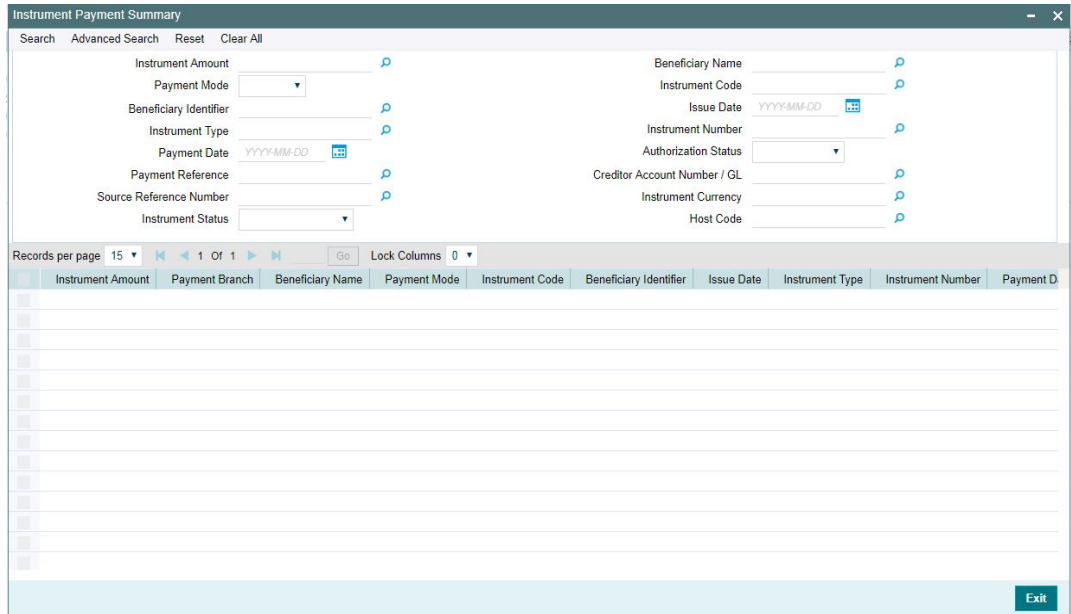 Instrument Payment Summary
Search Advanced Search Reset Clear All
Instrument Amount Beneficiary Name
Payment Mode Instrument Code
Beneficiary Identifier Issue Date YYYY-MM-DD
Instrument Type Instrument Number
Payment Date YYYY-MM-DD Authorization Status
Payment Reference Creditor Account Number / GL
Source Reference Number Instrument Currency
Instrument Status Host Code
Records per page 15 1 Of 1 Go Lock Columns 0
Instrument Amount Payment Branch Beneficiary Name Payment Mode Instrument Code Beneficiary Identifier Issue Date Instrument Type Instrument Number Payment D
Exit